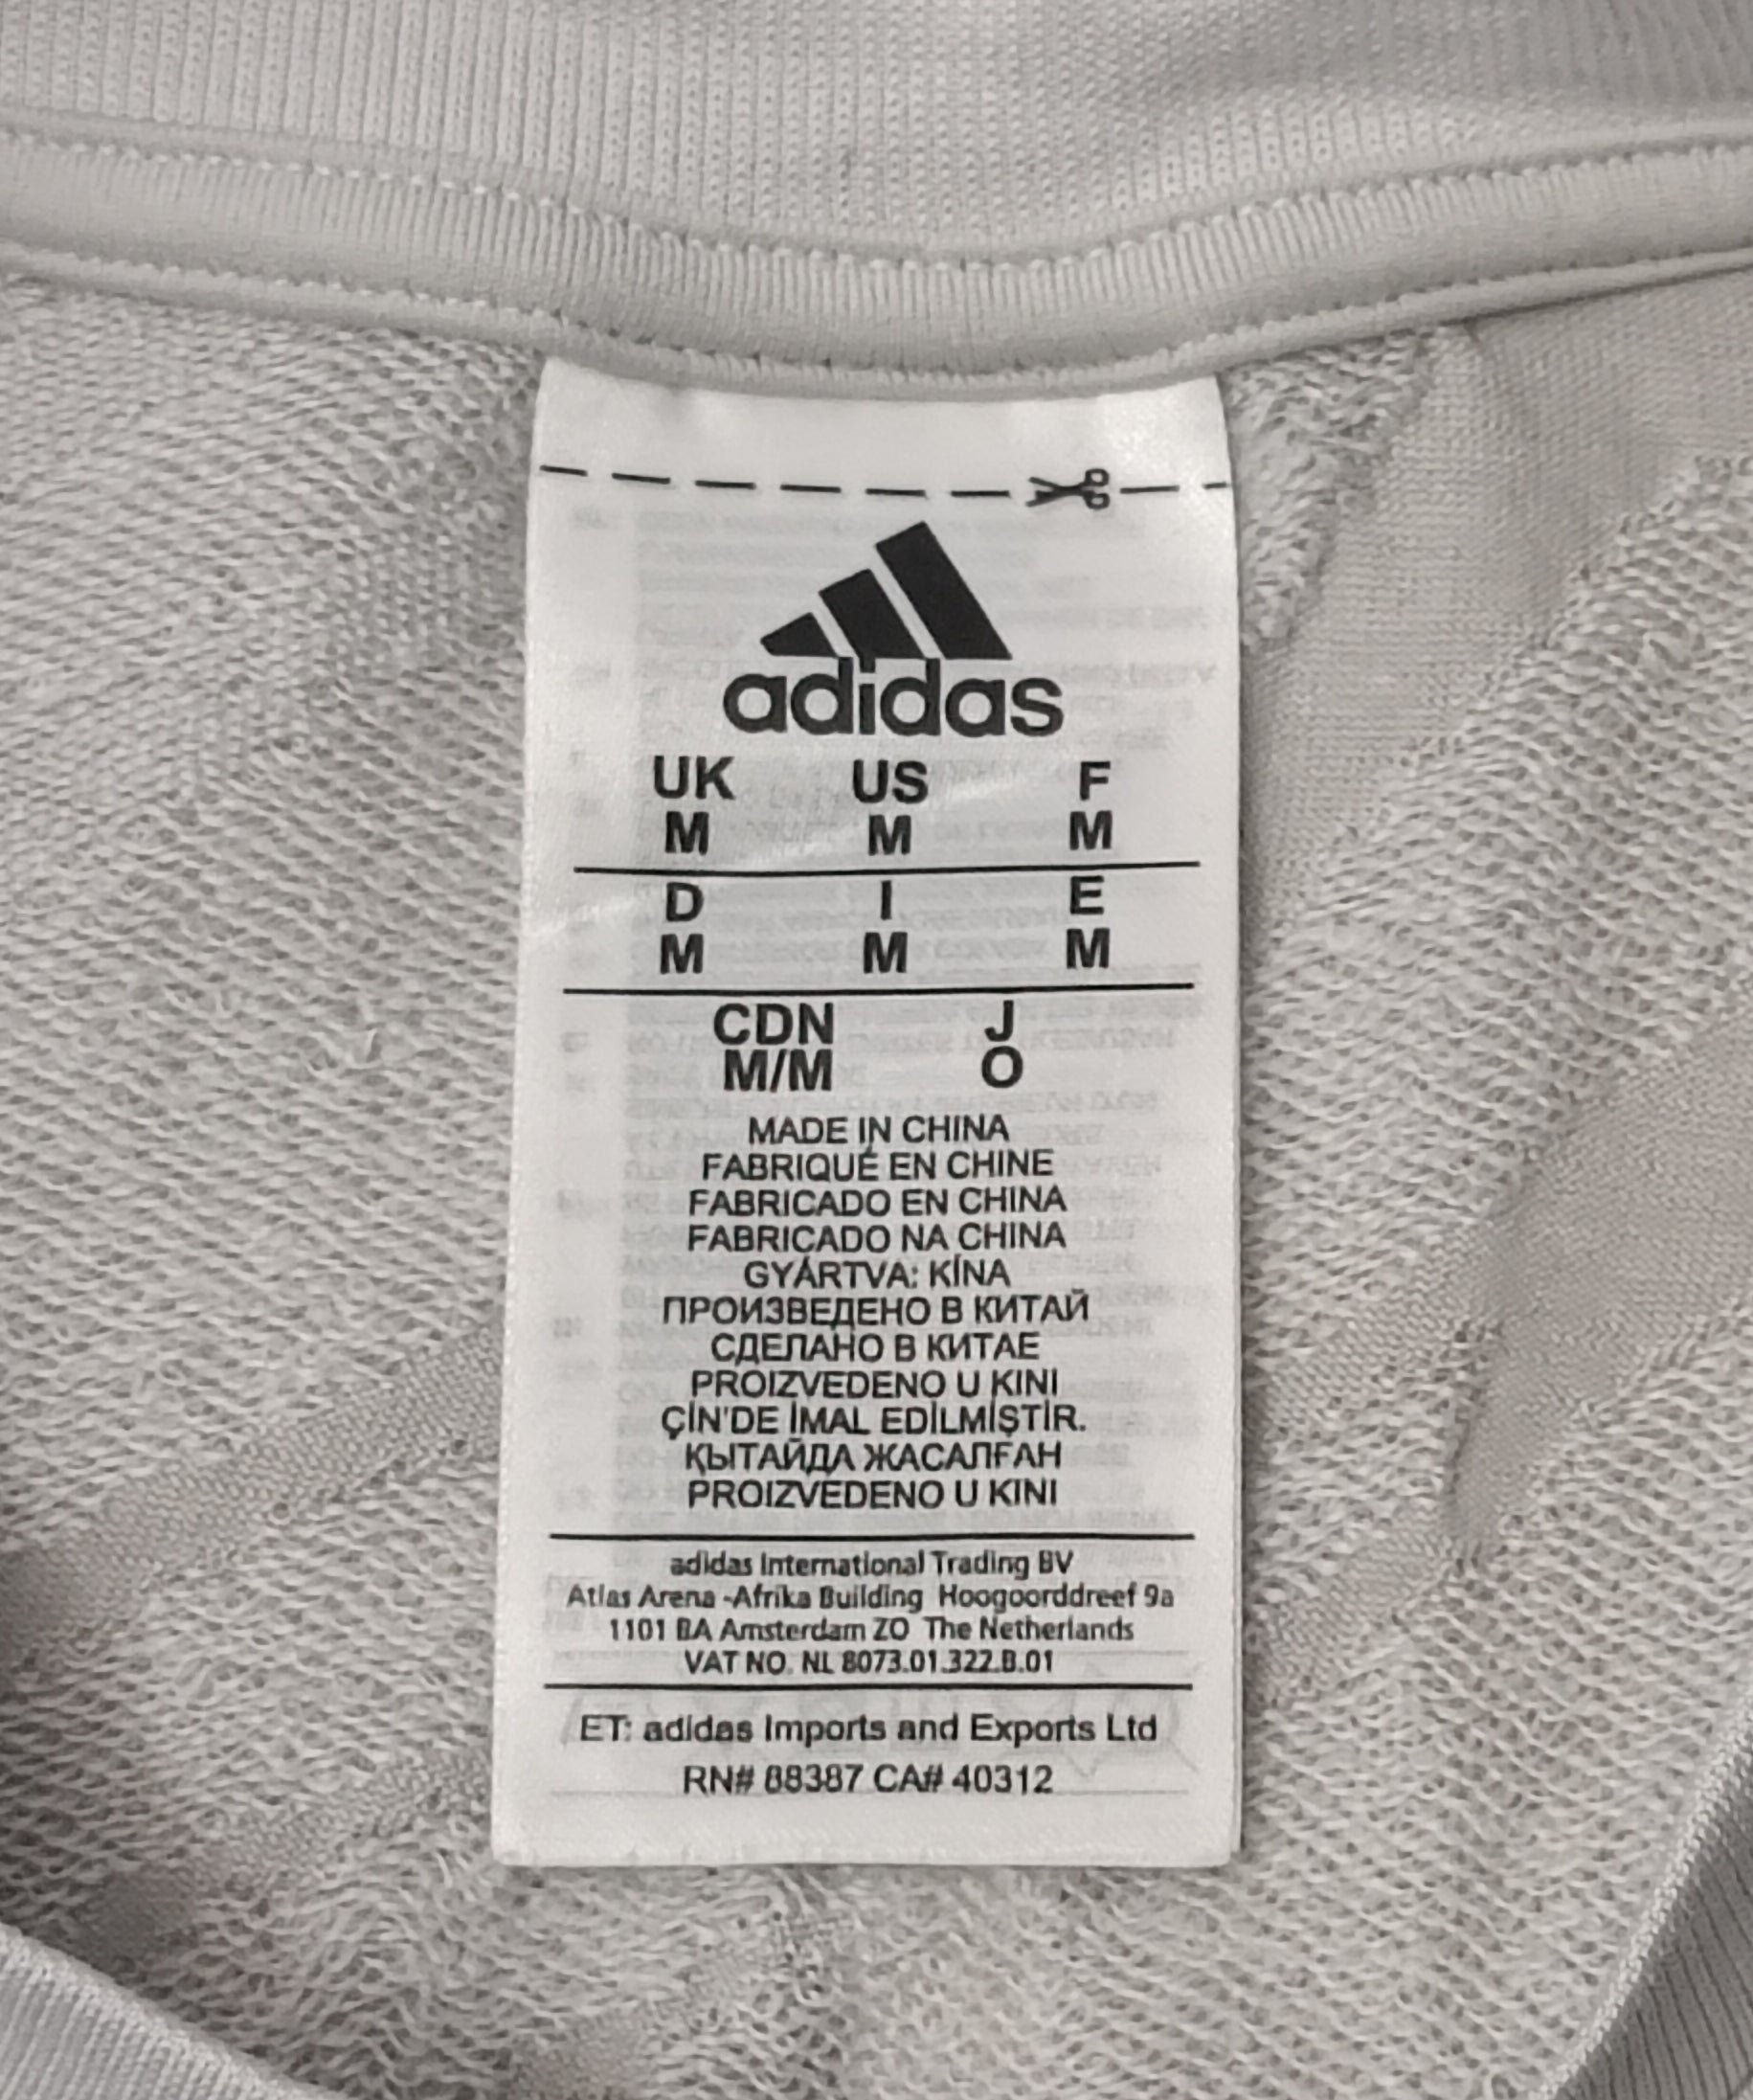 adidas
UK US F
M M M
D I E
M M M
CDN J
M/M O
MADE IN CHINA
FABRIQUÉ EN CHINE
FABRICADO EN CHINA
FABRICADO NA CHINA
GYÁRTVA: KÍNA
ПРОИЗВЕДЕНО В КИТАЙ
СДЕЛАНО В КИТАЕ
PROIZVEDENO U KINI
ÇİN'DE İMAL EDİLMİŞTİR.
ҚЫТАЙДА ЖАСАЛҒАН
PROIZVEDENO U KINI
adidas International Trading BV
Atlas Arena -Afrika Building Hoogoorddreef 9a
1101 BA Amsterdam ZO The Netherlands
VAT NO. NL 8073.01.322.B.01
ET: adidas Imports and Exports Ltd
RN# 88387 CA# 40312